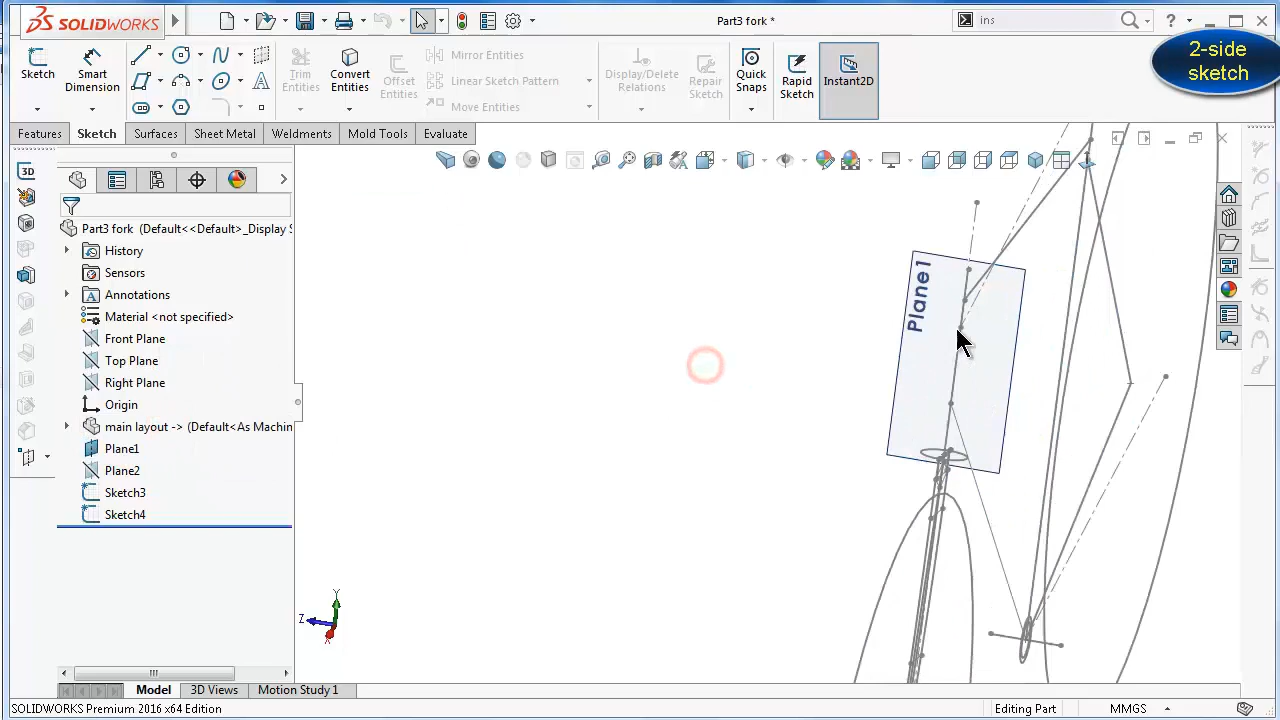 SOLIDWORKS
Part3 fork *
ins
2-side
sketch
Sketch
Smart
Dimension
Trim
Entities
Convert
Entities
Offset
Entities
Mirror Entities
Linear Sketch Pattern
Move Entities
Display/Delete
Relations
Repair
Sketch
Quick
Snaps
Rapid
Sketch
Instant2D
Features
Sketch
Surfaces
Sheet Metal
Weldments
Mold Tools
Evaluate
3D
Part3 fork (Default<<Default>_Display S
History
Sensors
Annotations
Material <not specified>
Front Plane
Top Plane
Right Plane
Origin
main layout -> (Default<As Machin
Plane1
Plane2
Sketch3
Sketch4
Plane1
Y
Z
X
Model
3D Views
Motion Study 1
SOLIDWORKS Premium 2016 x64 Edition
Editing Part
MMGS